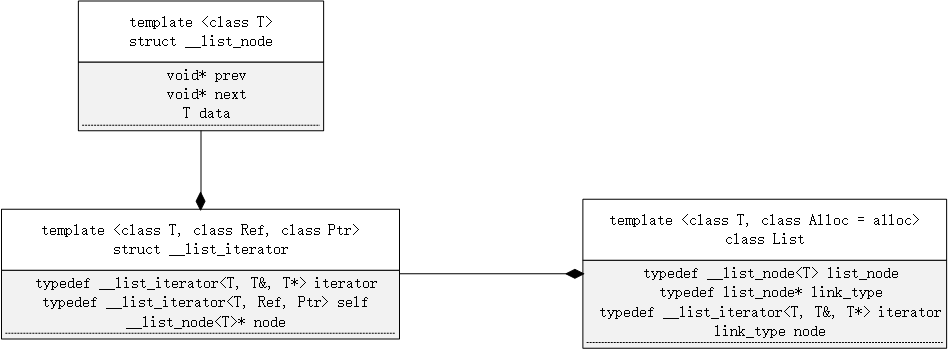 template <class T>
struct __list_node
void* prev
void* next
T data
template <class T, class Ref, class Ptr>
struct __list_iterator
typedef __list_iterator<T, T&, T*> iterator
typedef __list_iterator<T, Ref, Ptr> self
__list_node<T>* node
template <class T, class Alloc = alloc>
class List
typedef __list_node<T> list_node
typedef list_node* link_type
typedef __list_iterator<T, T&, T*> iterator
link_type node